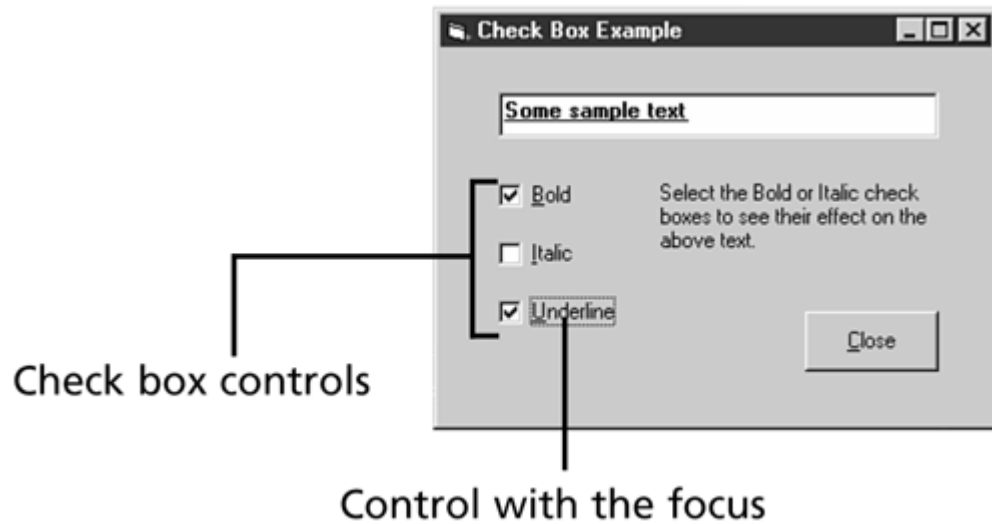 Check Box Example
Some sample text
Bold
Select the Bold or Italic check
boxes to see their effect on the
above text.
Italic
Underline
Close
Check box controls
Control with the focus